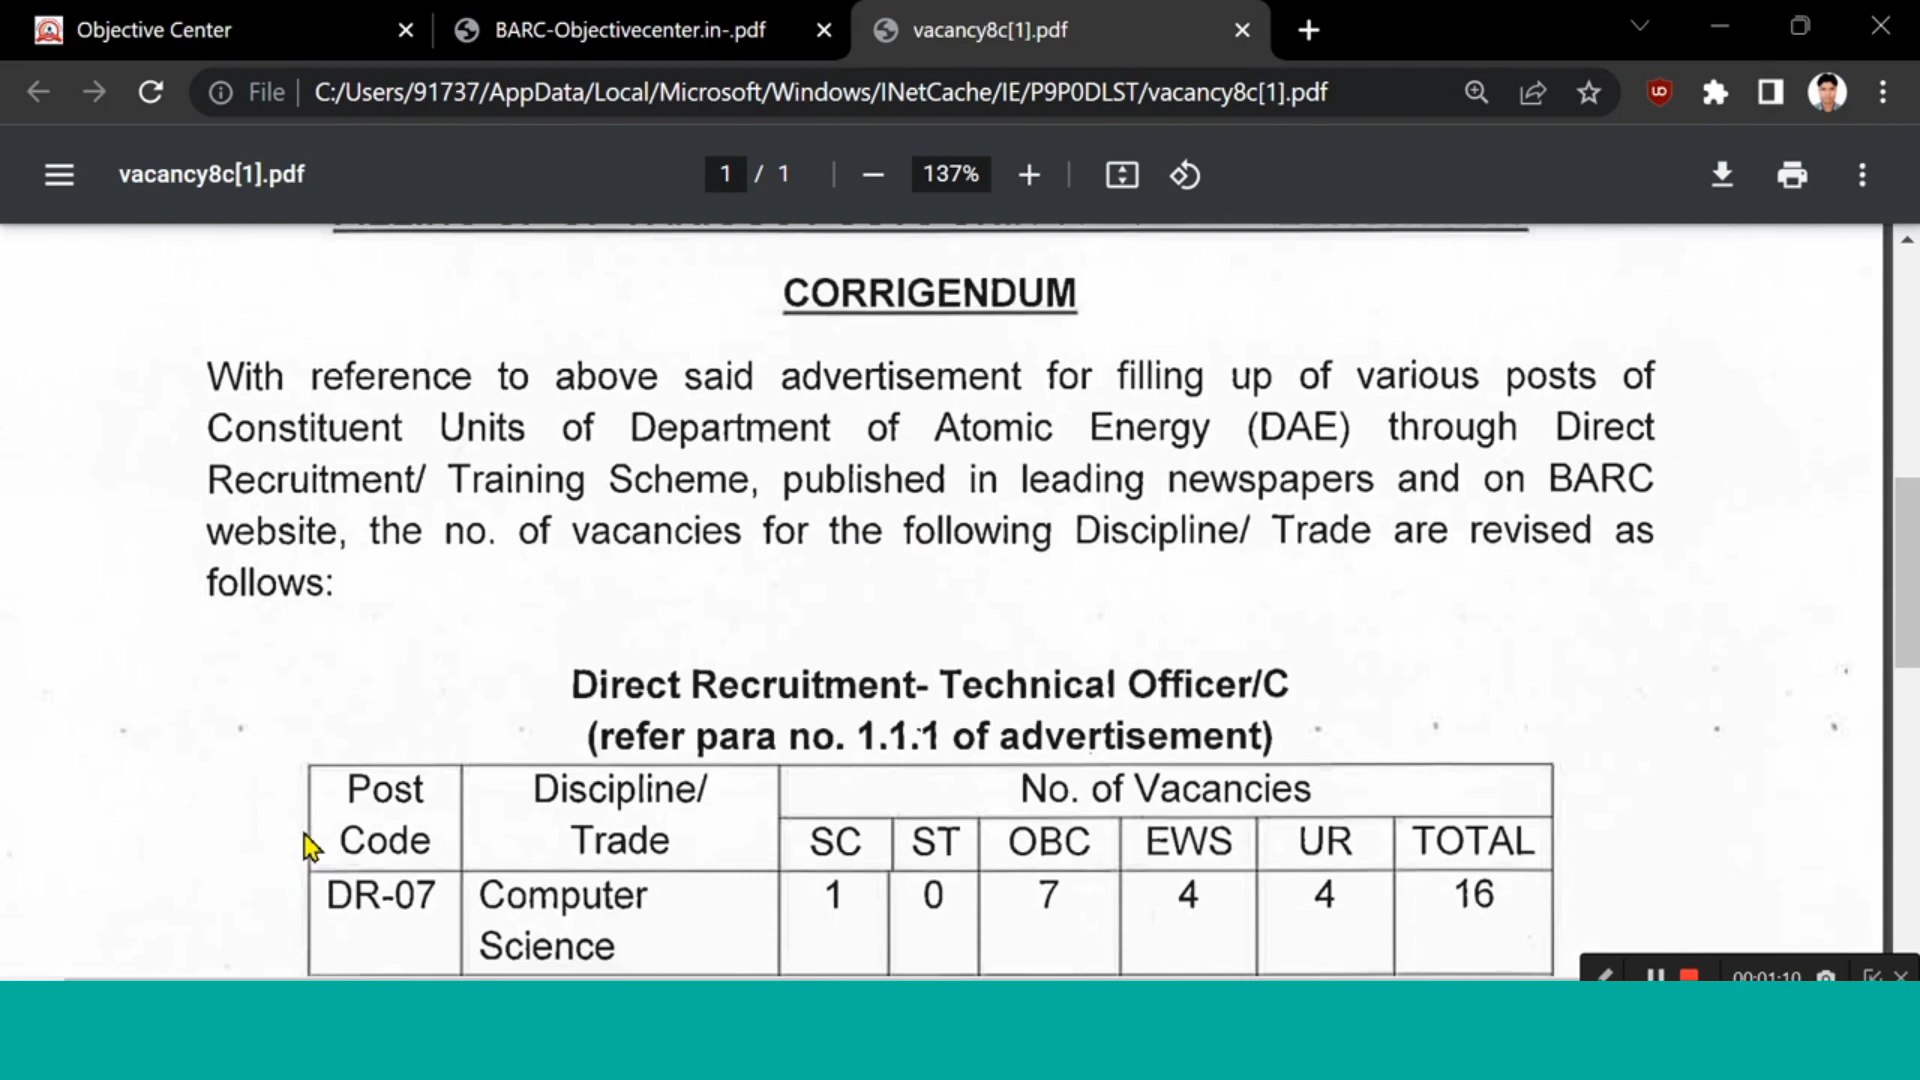 Objective Center
BARC-Objectivecenter.in-.pdf
vacancy8c[1].pdf
File
C:/Users/91737/AppData/Local/Microsoft/Windows/INetCache/IE/P9P0DLST/vacancy8c[1].pdf
vacancy8c[1].pdf
1 / 1
137%
CORRIGENDUM
With reference to above said advertisement for filling up of various posts of
Constituent Units of Department of Atomic Energy (DAE) through Direct
Recruitment/ Training Scheme, published in leading newspapers and on BARC
website, the no. of vacancies for the following Discipline/ Trade are revised as
follows:
Direct Recruitment- Technical Officer/C
(refer para no. 1.1.1 of advertisement)
Post Code Discipline/ Trade No. of Vacancies
SC ST OBC EWS UR TOTAL
DR-07 Computer Science 1 0 7 4 4 16
00:01:10